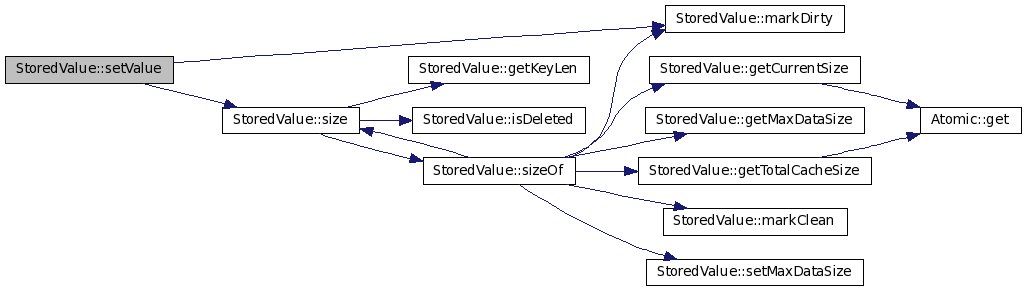 StoredValue::markDirty
StoredValue::setValue
StoredValue::getKeyLen
StoredValue::getCurrentSize
StoredValue::size
StoredValue::isDeleted
StoredValue::getMaxDataSize
Atomic::get
StoredValue::sizeOf
StoredValue::getTotalCacheSize
StoredValue::markClean
StoredValue::setMaxDataSize